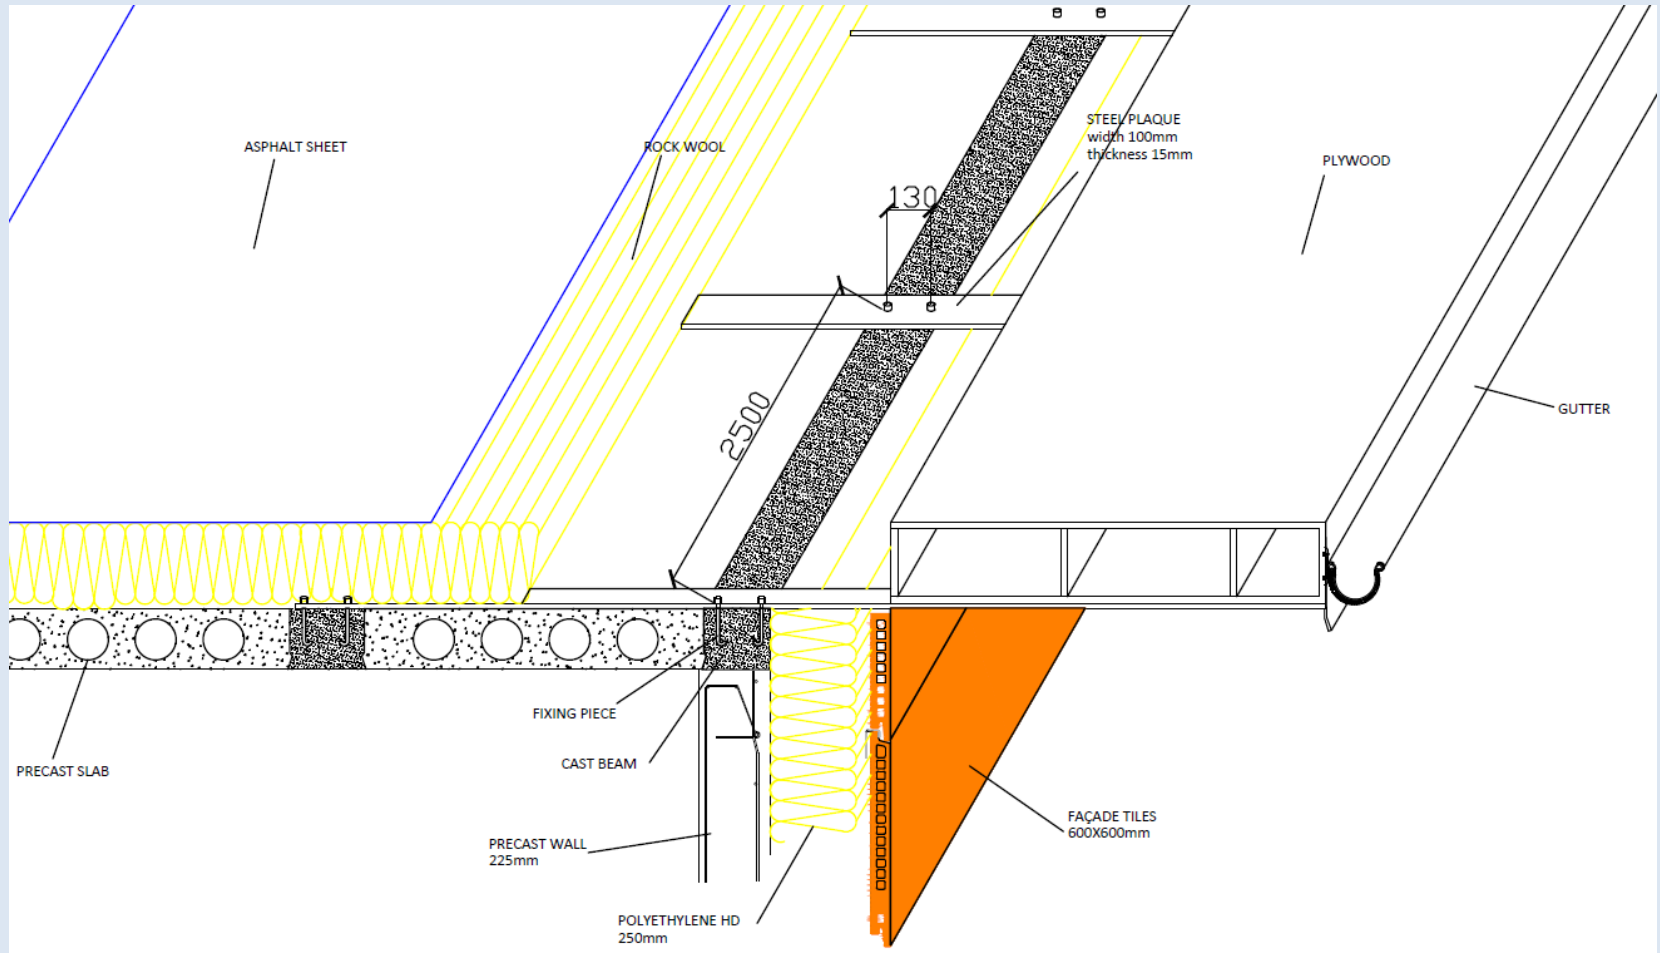 ASPHALT SHEET
ROCK WOOL
STEEL PLAQUE
width 100mm
thickness 15mm
PLYWOOD
130
2500
GUTTER
FIXING PIECE
CAST BEAM
PRECAST SLAB
PRECAST WALL
225mm
FAÇADE TILES
600X600mm
POLYETHYLENE HD
250mm